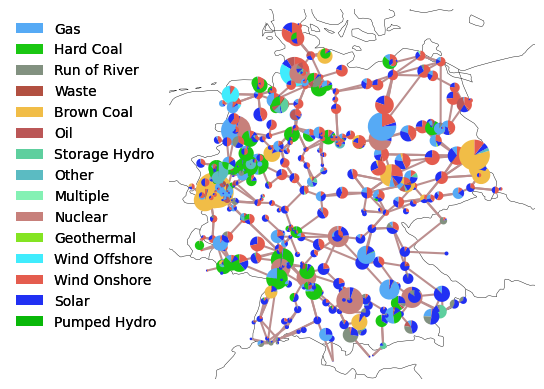 Gas
Hard Coal
Run of River
Waste
Brown Coal
Oil
Storage Hydro
Other
Multiple
Nuclear
Geothermal
Wind Offshore
Wind Onshore
Solar
Pumped Hydro